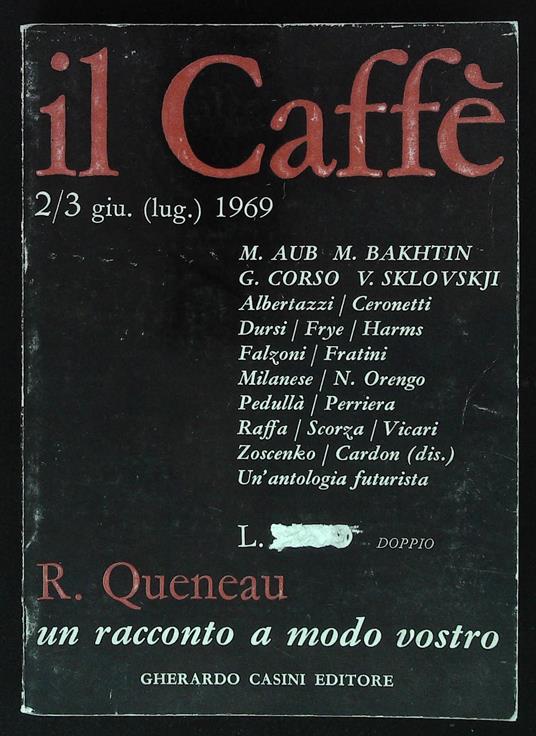 il Caffè
2/3 giu. (lug.) 1969
M. AUB M. BAKHTIN
G. CORSO V. SKLOVSKJI
Albertazzi / Ceronetti
Dursi / Frye / Harms
Falzoni / Fratini
Milanese / N. Orengo
Pedullà / Perriera
Raffa / Scorza / Vicari
Zoscenko / Cardon (dis.)
Un'antologia futurista
L. DOPPIO
R. Queneau
un racconto a modo vostro
GHERARDO CASINI EDITORE